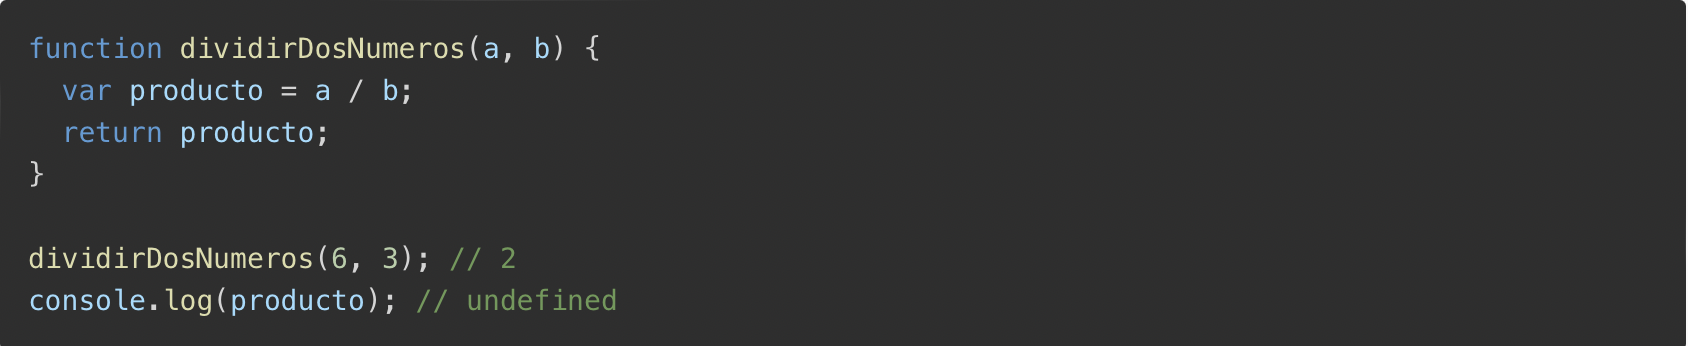 function dividirDosNumeros(a, b) {
  var producto = a / b;
  return producto;
}

dividirDosNumeros(6, 3); // 2
console.log(producto); // undefined